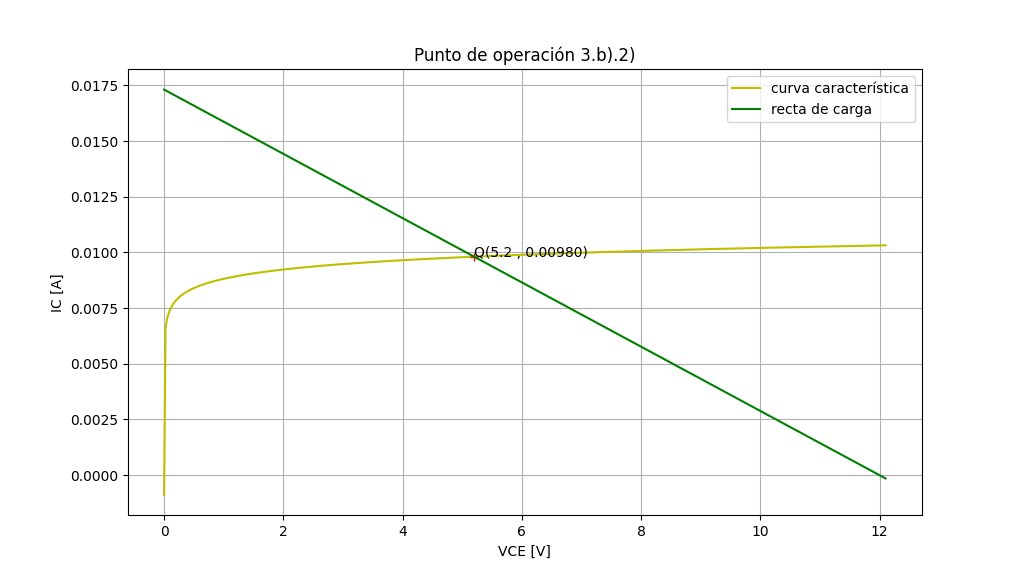 Punto de operación 3.b).2)
curva característica
recta de carga
0.0175
0.0150
0.0125
0.0100
0.0075
0.0050
0.0025
0.0000
IC [A]
Q(5.2 , 0.00980)
0 2 4 6 8 10 12
VCE [V]